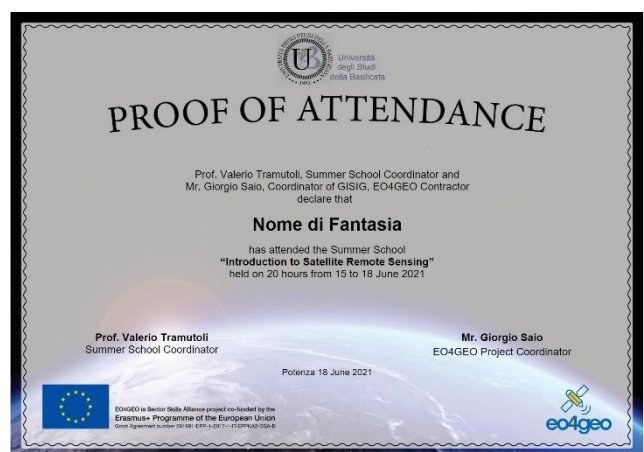 Università
degli Studi
della Basilicata
PROOF OF ATTENDANCE
Prof. Valerio Tramutoli, Summer School Coordinator and
Mr. Giorgio Saio, Coordinator of GISIG, EO4GEO Contractor
declare that
Nome di Fantasia
has attended the Summer School
“Introduction to Satellite Remote Sensing”
held on 20 hours from 15 to 18 June 2021
Prof. Valerio Tramutoli
Summer School Coordinator
Mr. Giorgio Saio
EO4GEO Project Coordinator
Potenza 18 June 2021
EO4GEO is Sector Skills Alliance project co-funded by the
Erasmus+ Programme of the European Union
Grant Agreement number
eo4geo